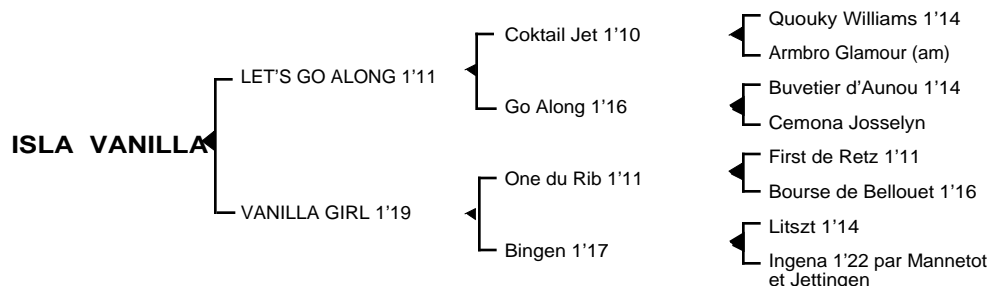 Quouky Williams 1’14
Coktail Jet 1’10
Armbro Glamour (am)
LET’S GO ALONG 1’11
Buvetier d’Aunou 1’14
Go Along 1’16
Cemona Josselyn
ISLA VANILLA
First de Retz 1’11
One du Rib 1’11
Bourse de Bellouet 1’16
VANILLA GIRL 1’19
Litszt 1’14
Bingen 1’17
Ingena 1’22 par Mannetot
et Jettingen